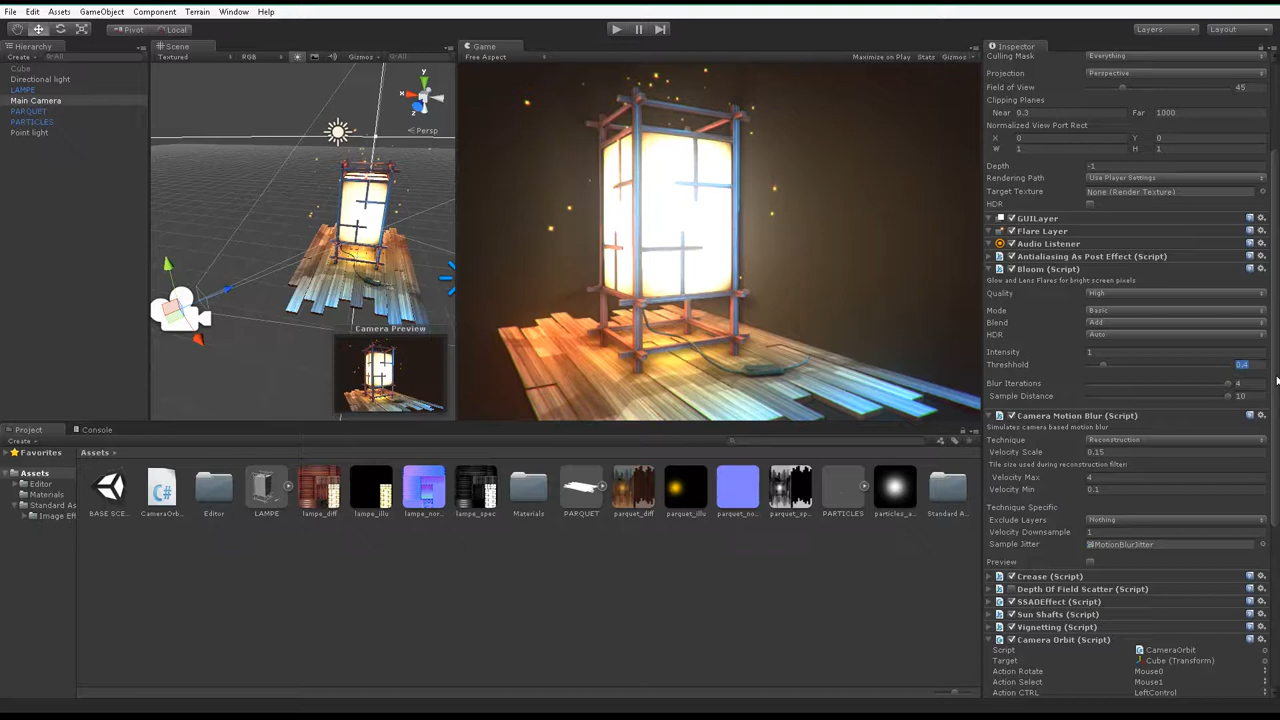 File Edit Assets GameObject Component Terrain Window Help
Pivot Local Layers Layout
Hierarchy
Create All
Cube
Directional light
LAMPE
Main Camera
PARQUET
PARTICLES
Point light
Scene
Textured RGB Gizmos All
y
x
z
Persp
Camera Preview
Game
Free Aspect Maximize on Play Stats Gizmos
Inspector
Culling Mask Everything
Projection Perspective
Field of View 45
Clipping Planes
Near 0.3 Far 1000
Normalized View Port Rect
X 0 Y 0
W 1 H 1
Depth -1
Rendering Path Use Player Settings
Target Texture None (Render Texture)
HDR
GUILayer
Flare Layer
Audio Listener
Antialiasing As Post Effect (Script)
Bloom (Script)
Glow and Lens Flares for bright screen pixels
Quality High
Mode Basic
Blend Add
HDR Auto
Intensity 1
Threshhold 0.4
Blur Iterations 4
Sample Distance 10
Camera Motion Blur (Script)
Simulates camera based motion blur
Technique Reconstruction
Velocity Scale 0.15
Tile size used during reconstruction filter:
Velocity Max 4
Velocity Min 0.1
Technique Specific
Exclude Layers Nothing
Velocity Downsample 1
Sample Jitter MotionBlurJitter
Preview
Crease (Script)
Depth Of Field Scatter (Script)
SSAOEffect (Script)
Sun Shafts (Script)
Vignetting (Script)
Camera Orbit (Script)
Script CameraOrbit
Target Cube (Transform)
Action Rotate Mouse0
Action Select Mouse1
Action CTRL LeftControl
Project Console
Create
Favorites
Assets
Editor
Materials
Standard As
Image Eff
Assets
BASE SCE... CameraOrb... Editor LAMPE lampe_diff lampe_illu lampe_nor... lampe_spec Materials PARQUET parquet_diff parquet_illu parquet_no... parquet_sp... PARTICLES particles_a... Standard A...